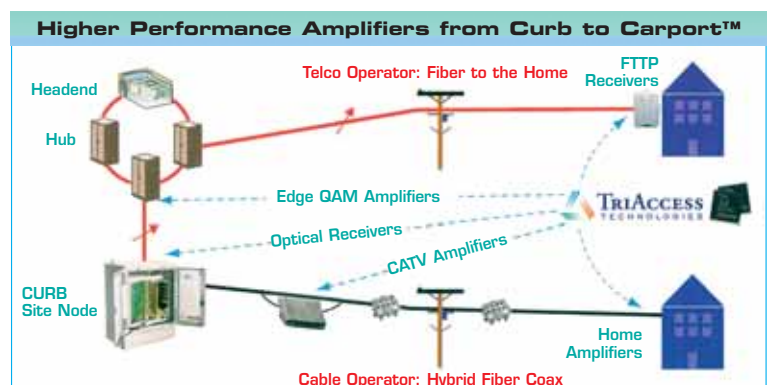 Higher Performance Amplifiers from Curb to Carport™
Telco Operator: Fiber to the Home
FTTP
Receivers
Headend
Hub
Edge QAM Amplifiers
TRIACCESS
TECHNOLOGIES
Optical Receivers
CATV Amplifiers
CURB
Site Node
Home
Amplifiers
Cable Operator: Hybrid Fiber Coax